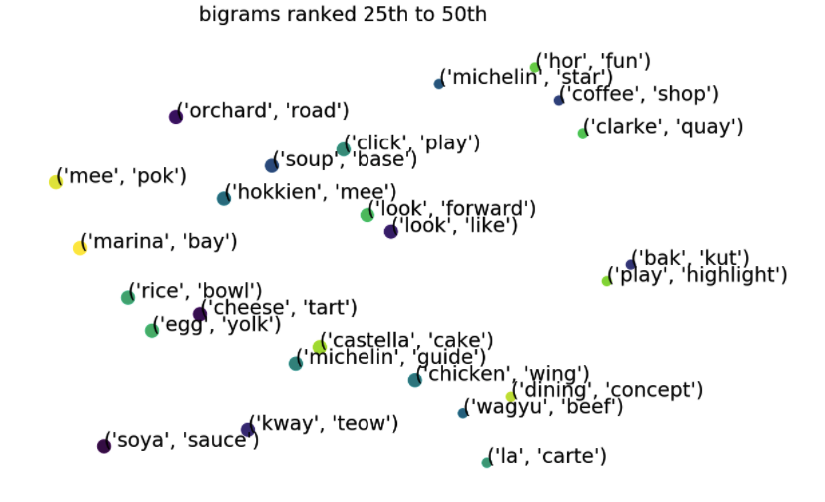 bigrams ranked 25th to 50th
('hor', 'fun')
('michelin', 'star')
('coffee', 'shop')
('orchard', 'road')
('clarke', 'quay')
('click', 'play')
('soup', 'base')
('mee', 'pok')
('hokkien', 'mee')
('look', 'forward')
('look', 'like')
('marina', 'bay')
('bak', 'kut')
('play', 'highlight')
('rice', 'bowl')
('cheese', 'tart')
('egg', 'yolk')
('castella', 'cake')
('michelin', 'guide')
('chicken', 'wing')
('dining', 'concept')
('wagyu', 'beef')
('kway', 'teow')
('soya', 'sauce')
('la', 'carte')